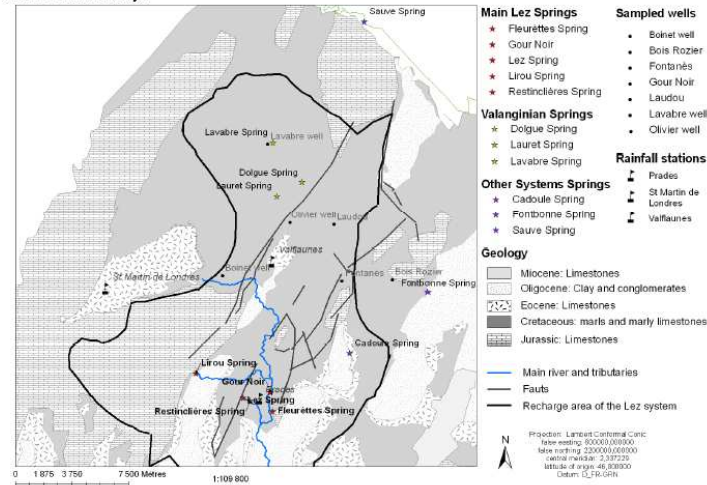 Sauve Spring
Lavabre Spring
Lavabre well
Dolgue Spring
Lauret Spring
Olivier well
Laudou
Valflaunes
St Martin de Londres
Boinet well
Fontanès
Bois Rozier
Fontbonne Spring
Cadoule Spring
Lirou Spring
Gour Noir
Prades
Restinclières Spring
Lez Spring
Fleurettes Spring
0 1 875 3 750 7 500 Metres
1:109 800
Main Lez Springs
Fleurettes Spring
Gour Noir
Lez Spring
Lirou Spring
Restinclières Spring
Valanginian Springs
Dolgue Spring
Lauret Spring
Lavabre Spring
Other Systems Springs
Cadoule Spring
Fontbonne Spring
Sauve Spring
Sampled wells
Boinet well
Bois Rozier
Fontanès
Gour Noir
Laudou
Lavabre well
Olivier well
Rainfall stations
Prades
St Martin de
Londres
Valflaunes
Geology
Miocene: Limestones
Oligocene: Clay and conglomerates
Eocene: Limestones
Cretaceous: marls and marly limestones
Jurassic: Limestones
Main river and tributaries
Fauts
Recharge area of the Lez system
N
Projection: Lambert Conformal Conic
false easting: 600000,000000
false northing: 2200000,000000
central meridian: 2,337229
latitude of origin: 46,800000
Datum: D_FR-GRN